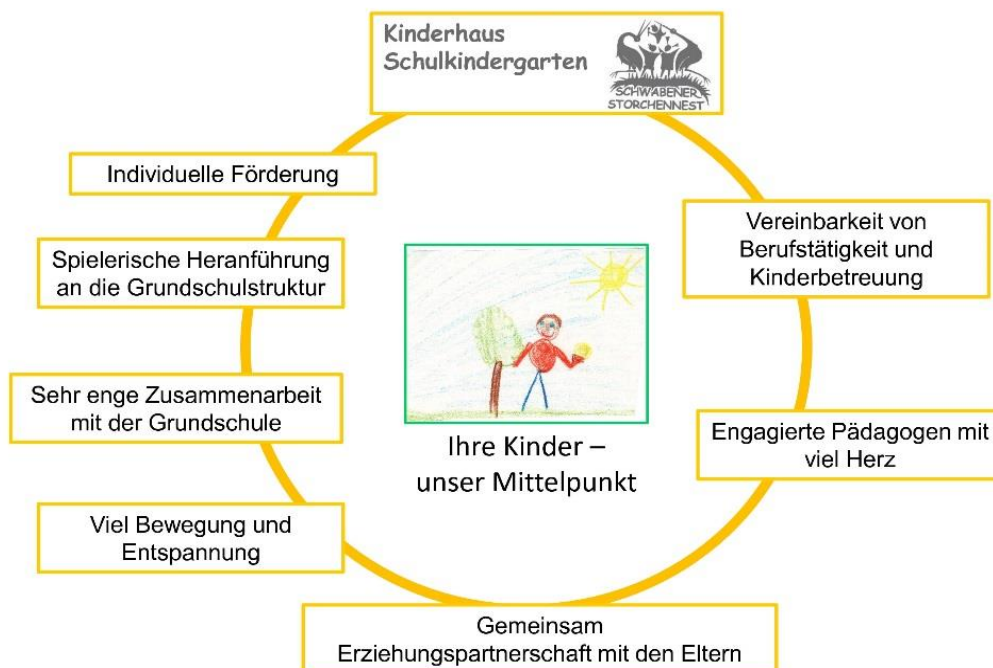 Kinderhaus
Schulkindergarten
SCHWABENER
STORCHENNEST
Individuelle Förderung
Spielerische Heranführung
an die Grundschulstruktur
Sehr enge Zusammenarbeit
mit der Grundschule
Viel Bewegung und
Entspannung
Vereinbarkeit von
Berufstätigkeit und
Kinderbetreuung
Engagierte Pädagogen mit
viel Herz
Ihre Kinder –
unser Mittelpunkt
Gemeinsam
Erziehungspartnerschaft mit den Eltern